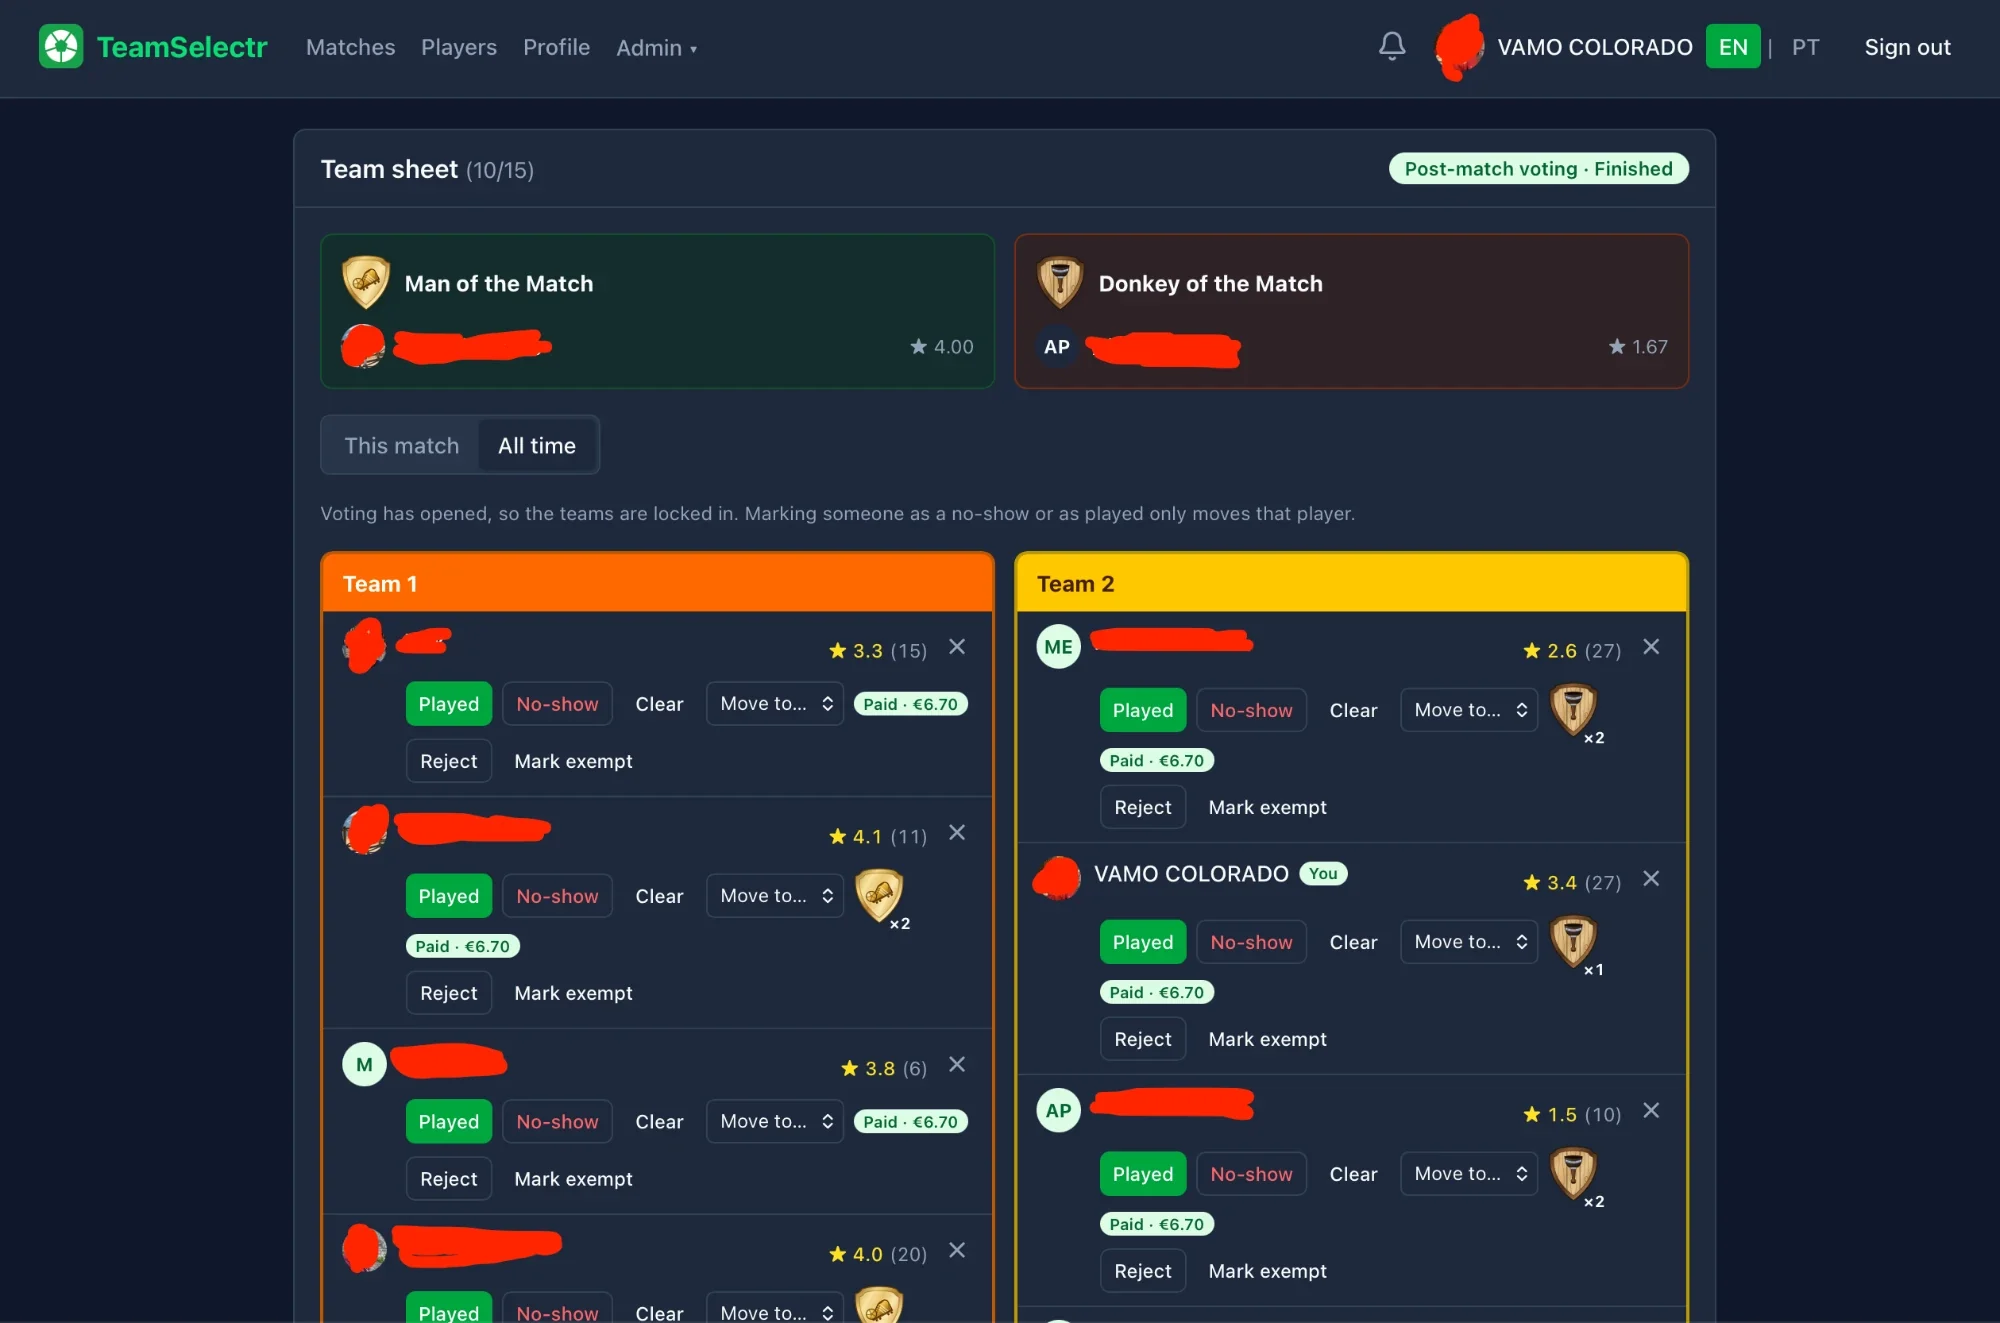 TeamSelectr Matches Players Profile Admin ▾ VAMO COLORADO EN | PT Sign out
Team sheet (10/15) Post-match voting · Finished
Man of the Match
★ 4.00
Donkey of the Match
AP ★ 1.67
This match All time
Voting has opened, so the teams are locked in. Marking someone as a no-show or as played only moves that player.
Team 1
★ 3.3 (15) ✕
Played No-show Clear Move to... Paid · €6.70
Reject Mark exempt
★ 4.1 (11) ✕
Played No-show Clear Move to... ×2
Paid · €6.70
Reject Mark exempt
M ★ 3.8 (6) ✕
Played No-show Clear Move to... Paid · €6.70
Reject Mark exempt
★ 4.0 (20) ✕
Played No-show Clear Move to...
Team 2
ME ★ 2.6 (27) ✕
Played No-show Clear Move to... ×2
Paid · €6.70
Reject Mark exempt
VAMO COLORADO You ★ 3.4 (27) ✕
Played No-show Clear Move to... ×1
Paid · €6.70
Reject Mark exempt
AP ★ 1.5 (10) ✕
Played No-show Clear Move to... ×2
Paid · €6.70
Reject Mark exempt